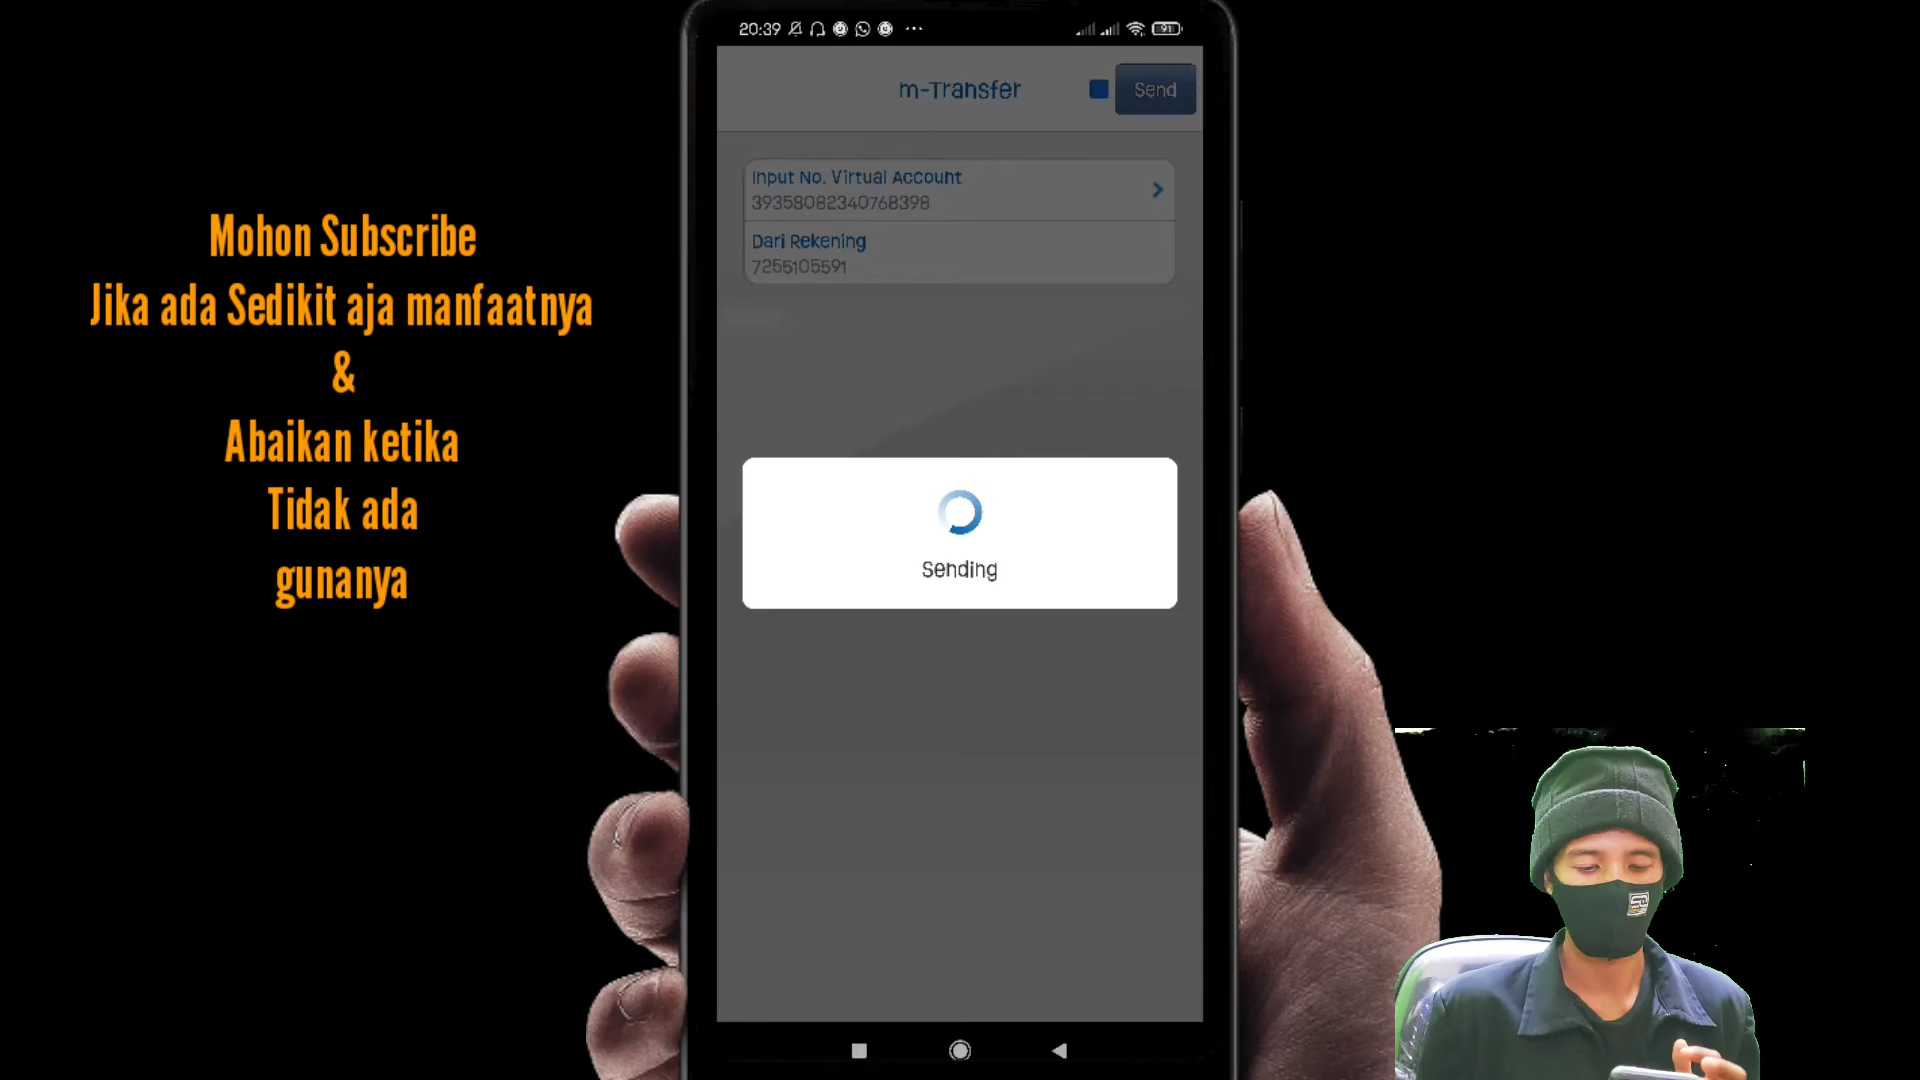 20:39
91
m-Transfer
Send
Input No. Virtual Account
39358082340768398
Dari Rekening
7255105591
Sending
Mohon Subscribe
Jika ada Sedikit aja manfaatnya
&
Abaikan ketika
Tidak ada
gunanya